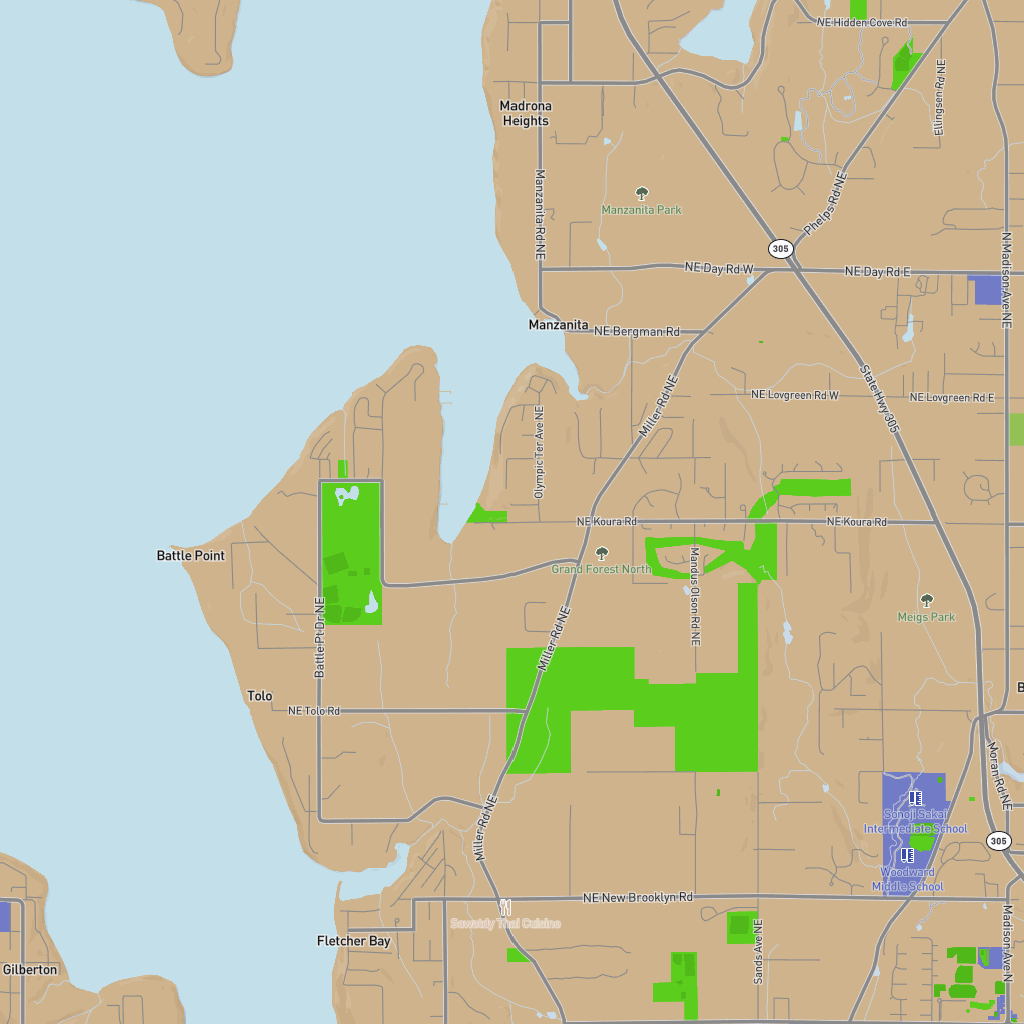 NE Hidden Cove Rd
Ellingsen Rd NE
Madrona
Heights
Manzanita Rd NE
Manzanita Park
Phelps Rd NE
305
N Madison Ave NE
NE Day Rd W
NE Day Rd E
Manzanita
NE Bergman Rd
State Hwy 305
Miller Rd NE
NE Lovgreen Rd W
NE Lovgreen Rd E
Olympic Ter Ave NE
NE Koura Rd
NE Koura Rd
Battle Point
Grand Forest North
Mandus Olson Rd NE
Meigs Park
Battle Pt Dr NE
Miller Rd NE
Tolo
B
NE Tolo Rd
Moran Rd NE
Sonoji Sakai
Intermediate School
Miller Rd NE
305
Woodward
Middle School
NE New Brooklyn Rd
Sawatdy Thai Cuisine
Madison Ave N
Sands Ave NE
Fletcher Bay
Gilberton